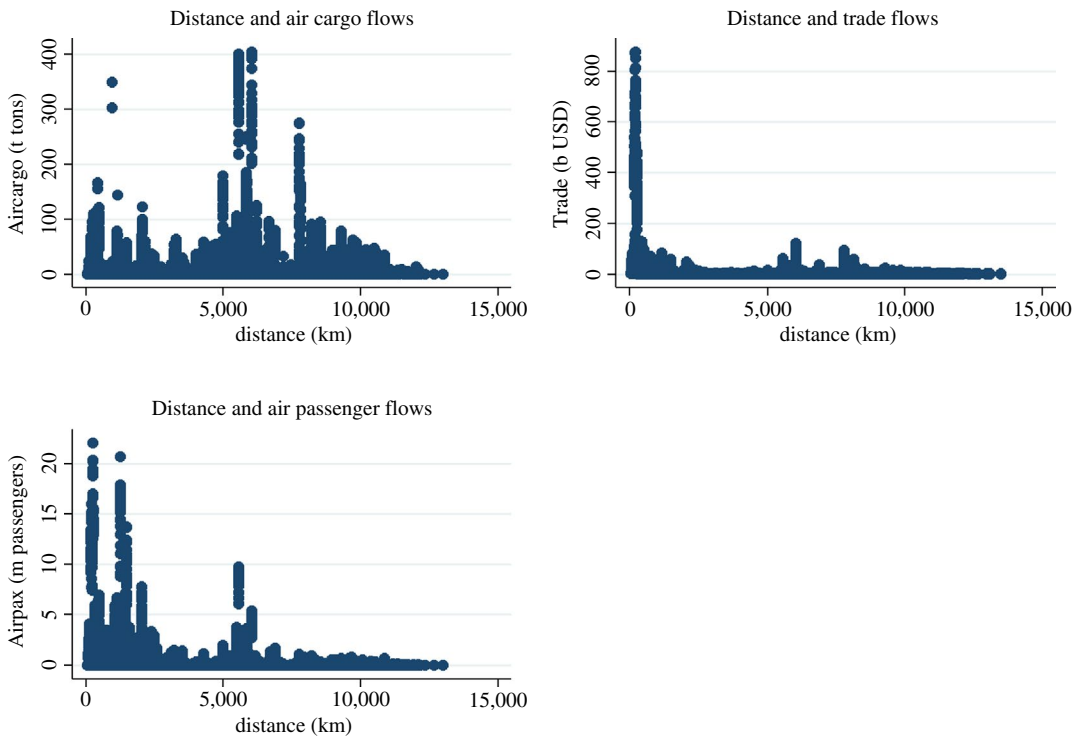 Distance and air cargo flows
Aircargo (t tons)
400
300
200
100
0
0 5,000 10,000 15,000
distance (km)
Distance and trade flows
Trade (b USD)
800
600
400
200
0
0 5,000 10,000 15,000
distance (km)
Distance and air passenger flows
Airpax (m passengers)
20
15
10
5
0
0 5,000 10,000 15,000
distance (km)